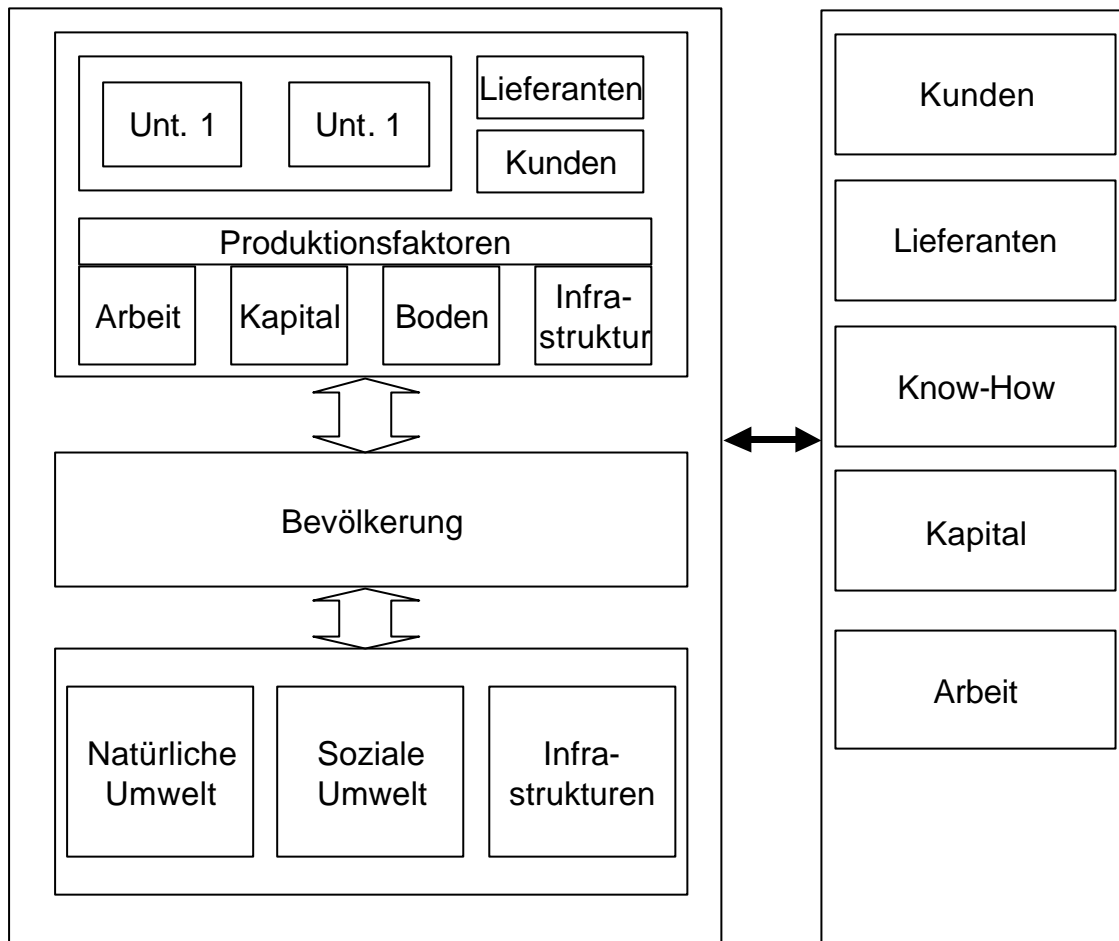 Unt. 1
Unt. 1
Lieferanten
Kunden
Produktionsfaktoren
Arbeit
Kapital
Boden
Infra-
struktur
Bevölkerung
Natürliche
Umwelt
Soziale
Umwelt
Infra-
strukturen
Kunden
Lieferanten
Know-How
Kapital
Arbeit